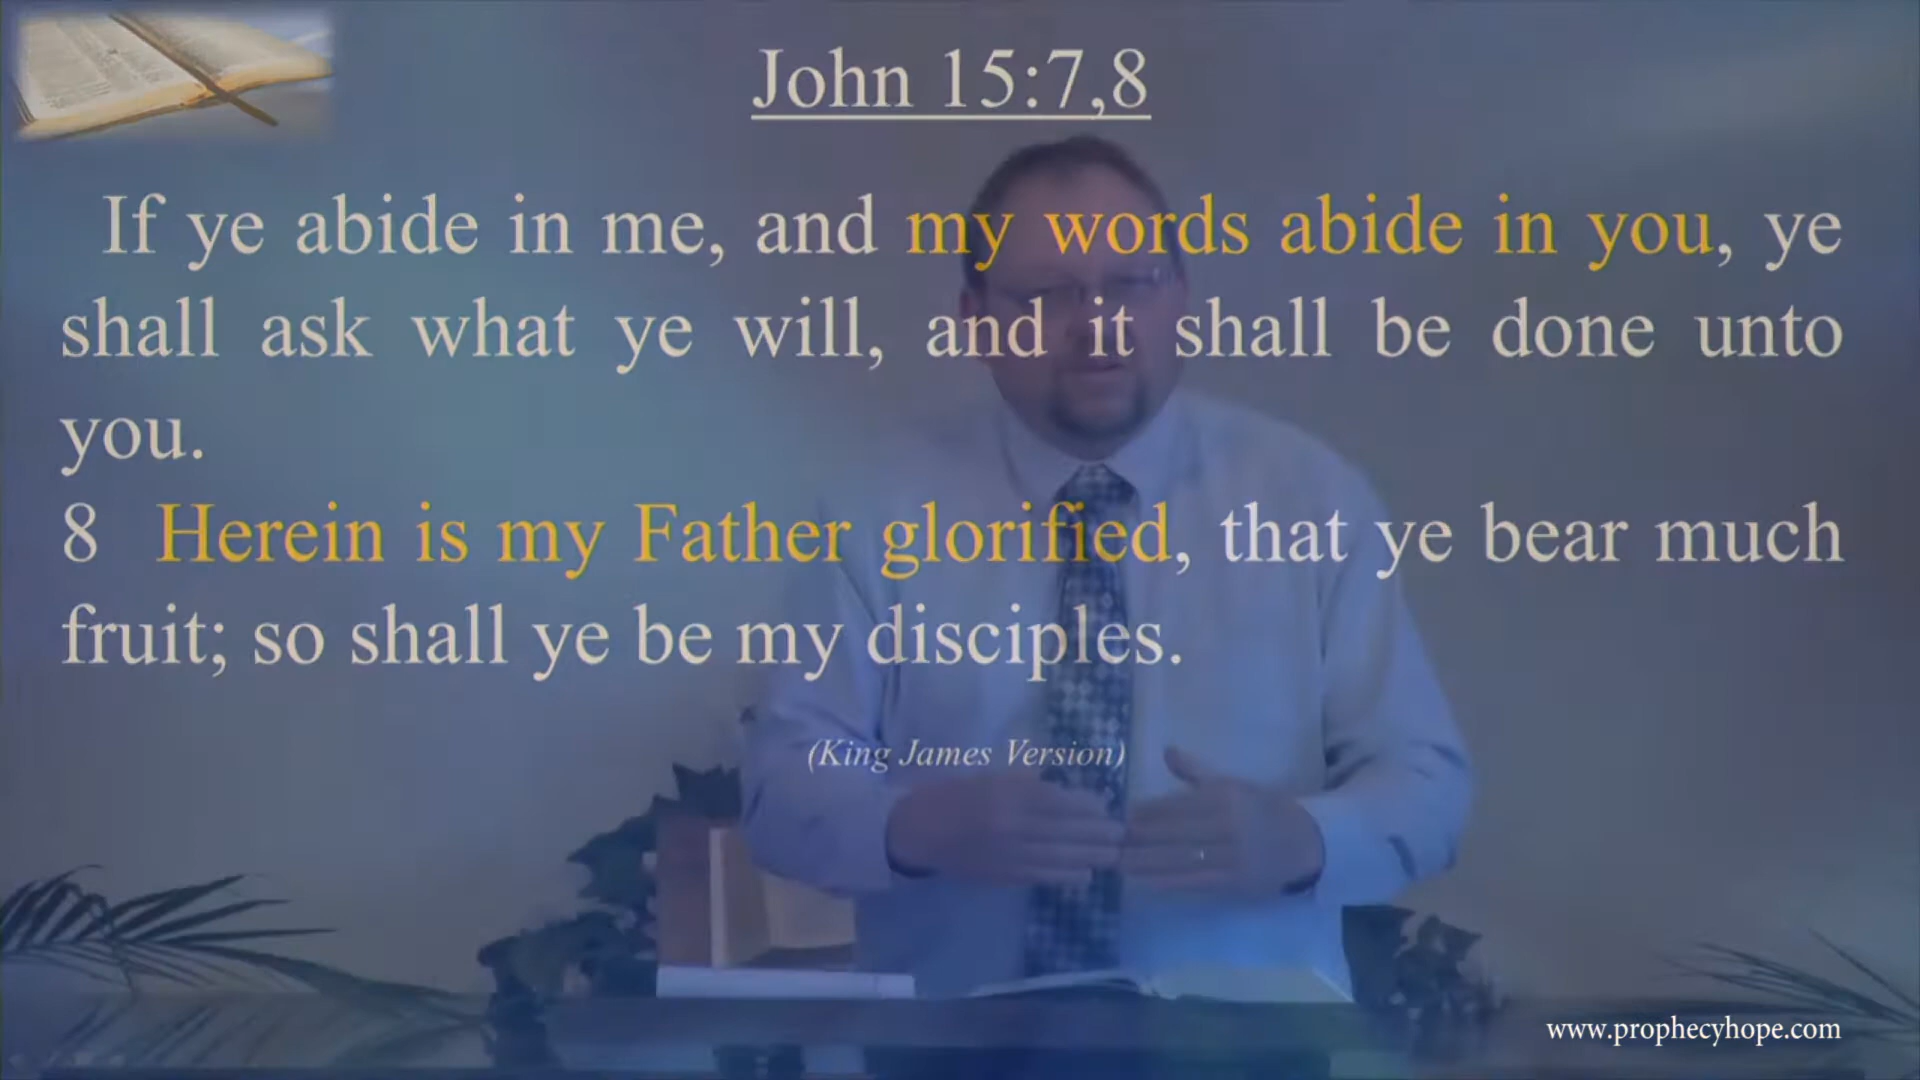 John 15:7,8
If ye abide in me, and my words abide in you, ye
shall ask what ye will, and it shall be done unto
you.
8 Herein is my Father glorified, that ye bear much
fruit; so shall ye be my disciples.
(King James Version)
www.prophecyhope.com